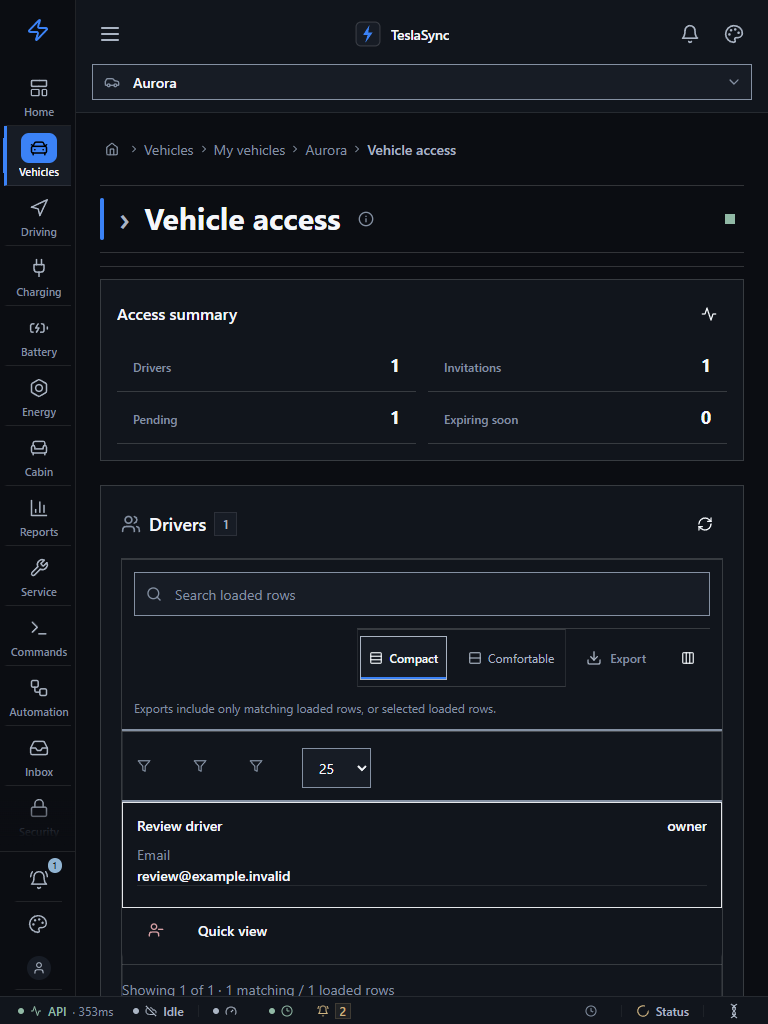 TeslaSync
Aurora
Home
Vehicles
Driving
Charging
Battery
Energy
Cabin
Reports
Service
Commands
Automation
Inbox
Security
1
Vehicles My vehicles Aurora Vehicle access
Vehicle access
Access summary
Drivers 1 Invitations 1
Pending 1 Expiring soon 0
Drivers 1
Search loaded rows
Compact Comfortable Export
Exports include only matching loaded rows, or selected loaded rows.
25
Review driver owner
Email
review@example.invalid
Quick view
Showing 1 of 1 · 1 matching / 1 loaded rows
API · 353ms Idle 2 Status